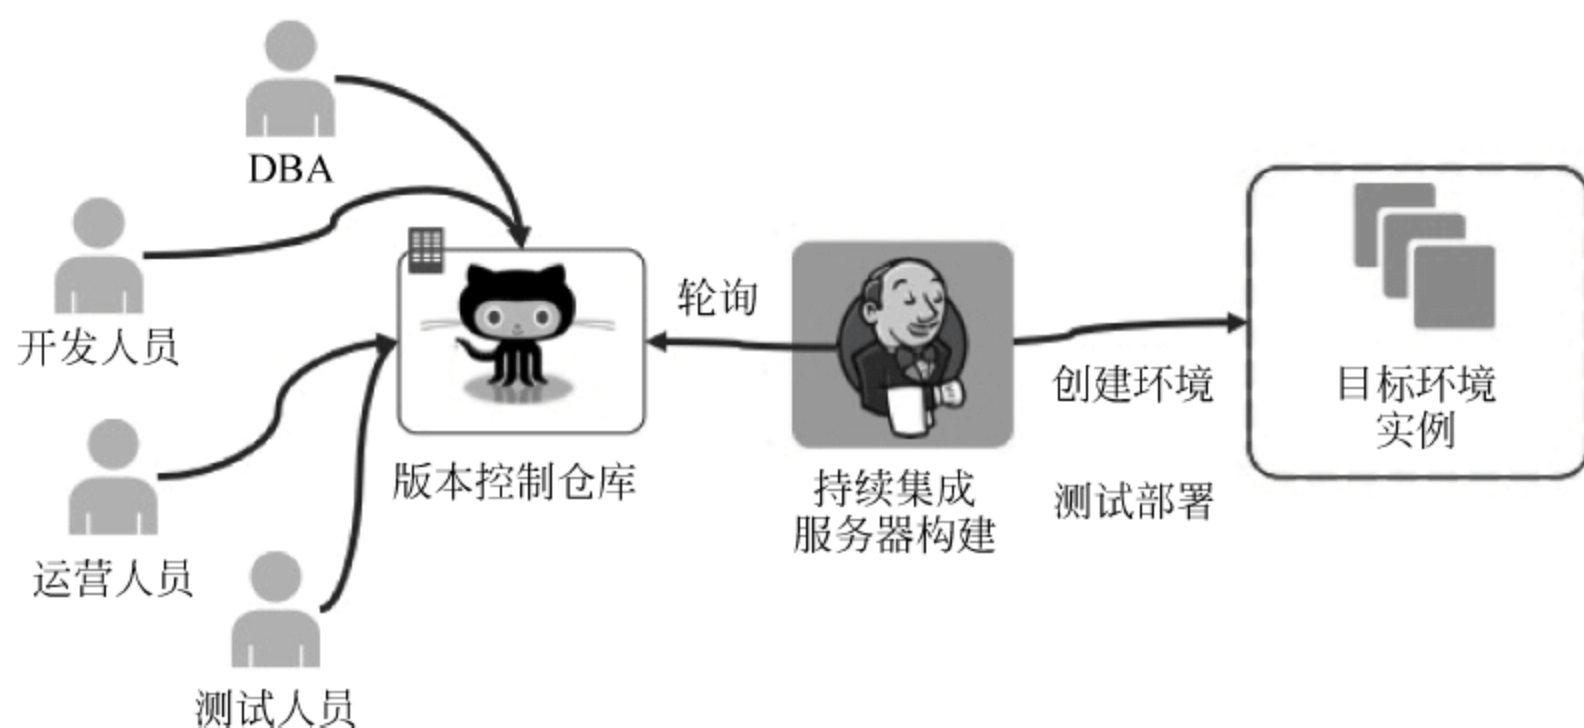 DBA
开发人员
运营人员
测试人员
版本控制仓库
轮询
持续集成
服务器构建
创建环境
测试部署
目标环境
实例